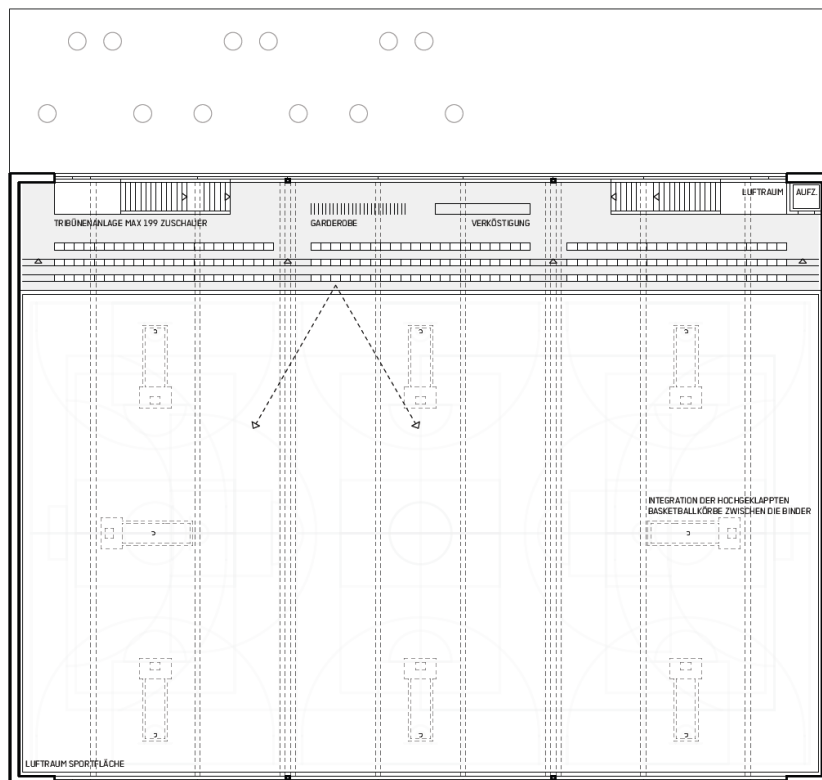 LUFTRAUM
AUFZ.
TRIBÜNENANLAGE MAX 199 ZUSCHAUER
GARDEROBE
VERKÖSTIGUNG
INTEGRATION DER HOCHGEKLAPPTEN
BASKETBALLKÖRBE ZWISCHEN DIE BINDER
LUFTRAUM SPORTFLÄCHE